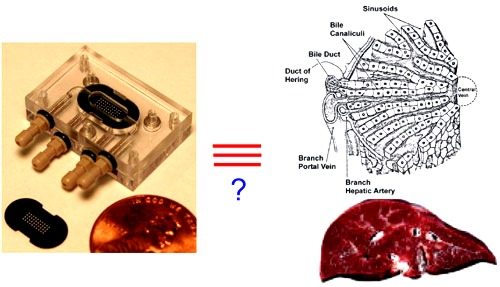 Sinusoids
Bile
Canaliculi
Bile Duct
Duct of
Hering
Central
Vein
?
Branch
Portal Vein
Branch
Hepatic Artery